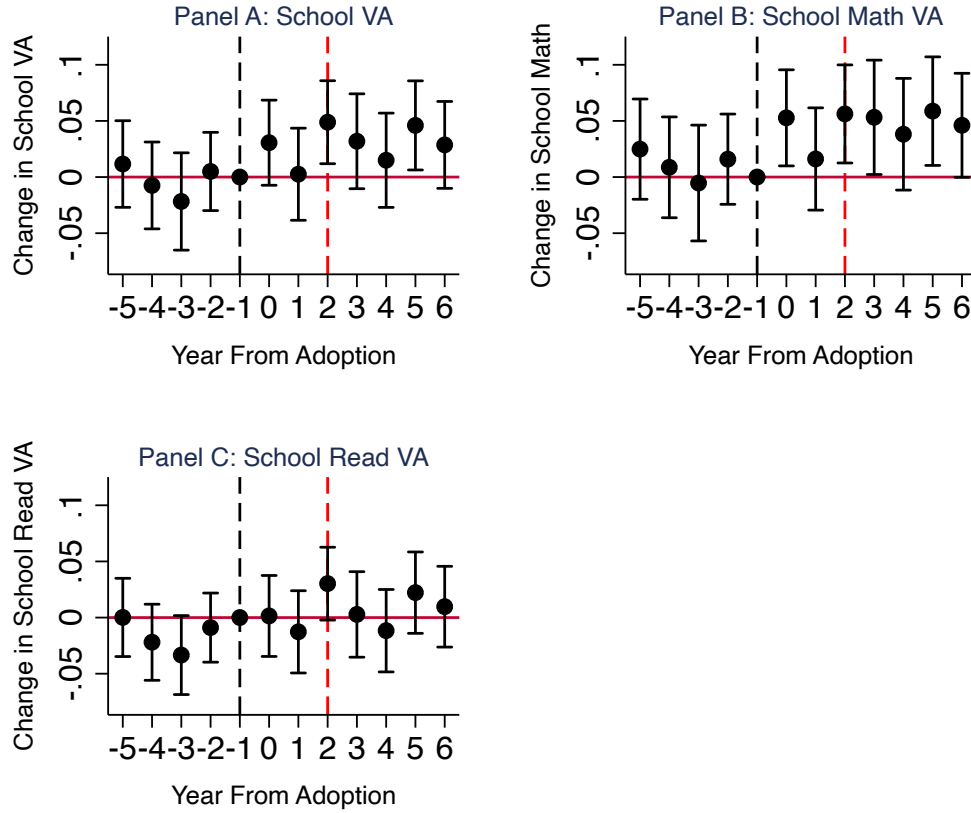 Panel A: School VA
Change in School VA
.1
.05
0
-.05
-5 -4 -3 -2 -1 0 1 2 3 4 5 6
Year From Adoption
Panel B: School Math VA
Change in School Math
.1
.05
0
-.05
-5 -4 -3 -2 -1 0 1 2 3 4 5 6
Year From Adoption
Panel C: School Read VA
Change in School Read VA
.1
.05
0
-.05
-5 -4 -3 -2 -1 0 1 2 3 4 5 6
Year From Adoption